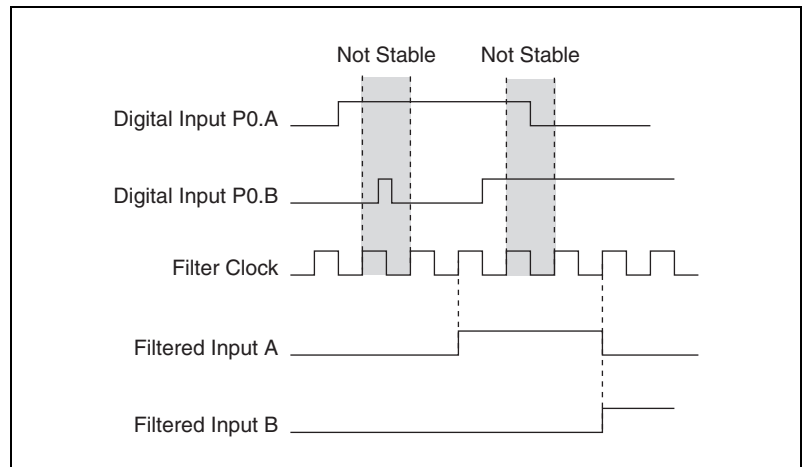 Not Stable Not Stable
Digital Input P0.A
Digital Input P0.B
Filter Clock
Filtered Input A
Filtered Input B